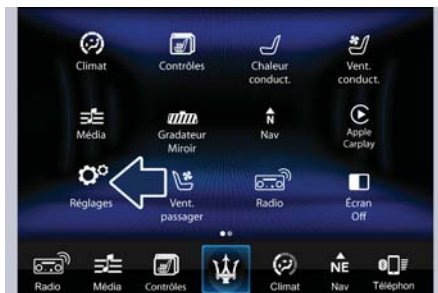 Climat
Contrôles
Chaleur
conduct.
Vent.
conduct.
Média
Gradateur
Miroir
N
Nav
Apple
Carplay
Réglages
Vent.
passager
Radio
Écran
Off
Radio
Média
Contrôles
Climat
NE
Nav
Téléphon